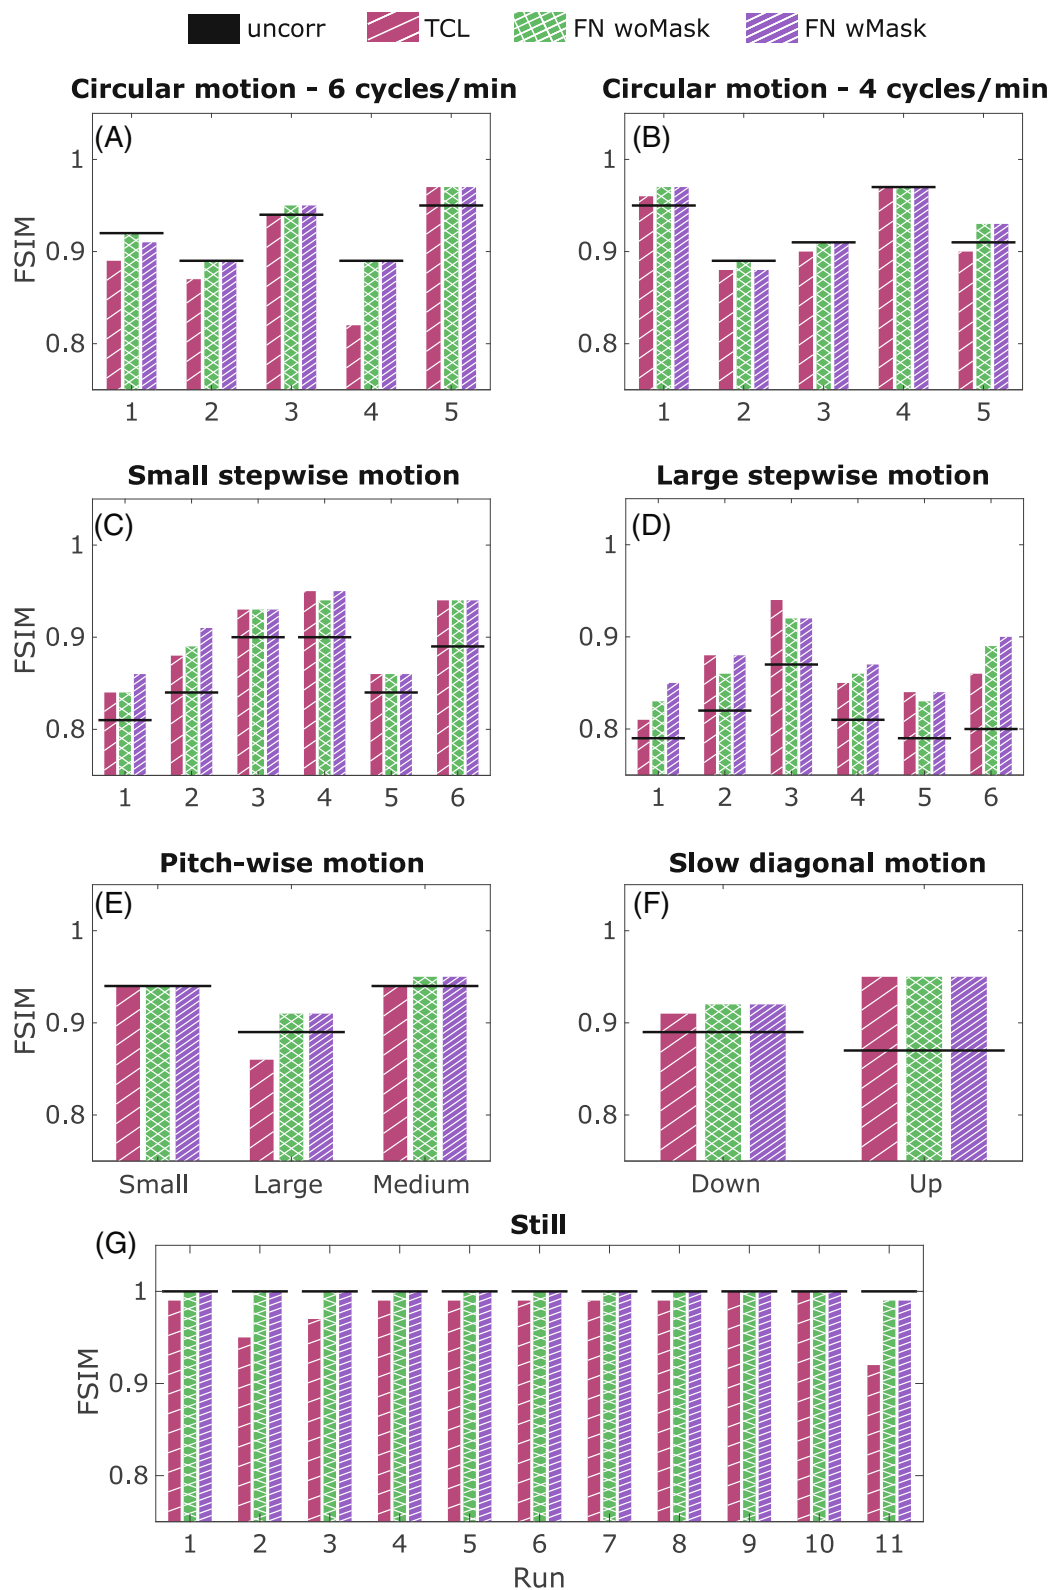 uncorr TCL FN woMask FN wMask
Circular motion - 6 cycles/min
Circular motion - 4 cycles/min
(A)
FSIM
1
0.9
0.8
1 2 3 4 5
(B)
1
0.9
0.8
1 2 3 4 5
Small stepwise motion
Large stepwise motion
(C)
FSIM
1
0.9
0.8
1 2 3 4 5 6
(D)
1
0.9
0.8
1 2 3 4 5 6
Pitch-wise motion
Slow diagonal motion
(E)
FSIM
1
0.9
0.8
Small Large Medium
(F)
1
0.9
0.8
Down Up
Still
(G)
FSIM
1
0.9
0.8
1 2 3 4 5 6 7 8 9 10 11
Run